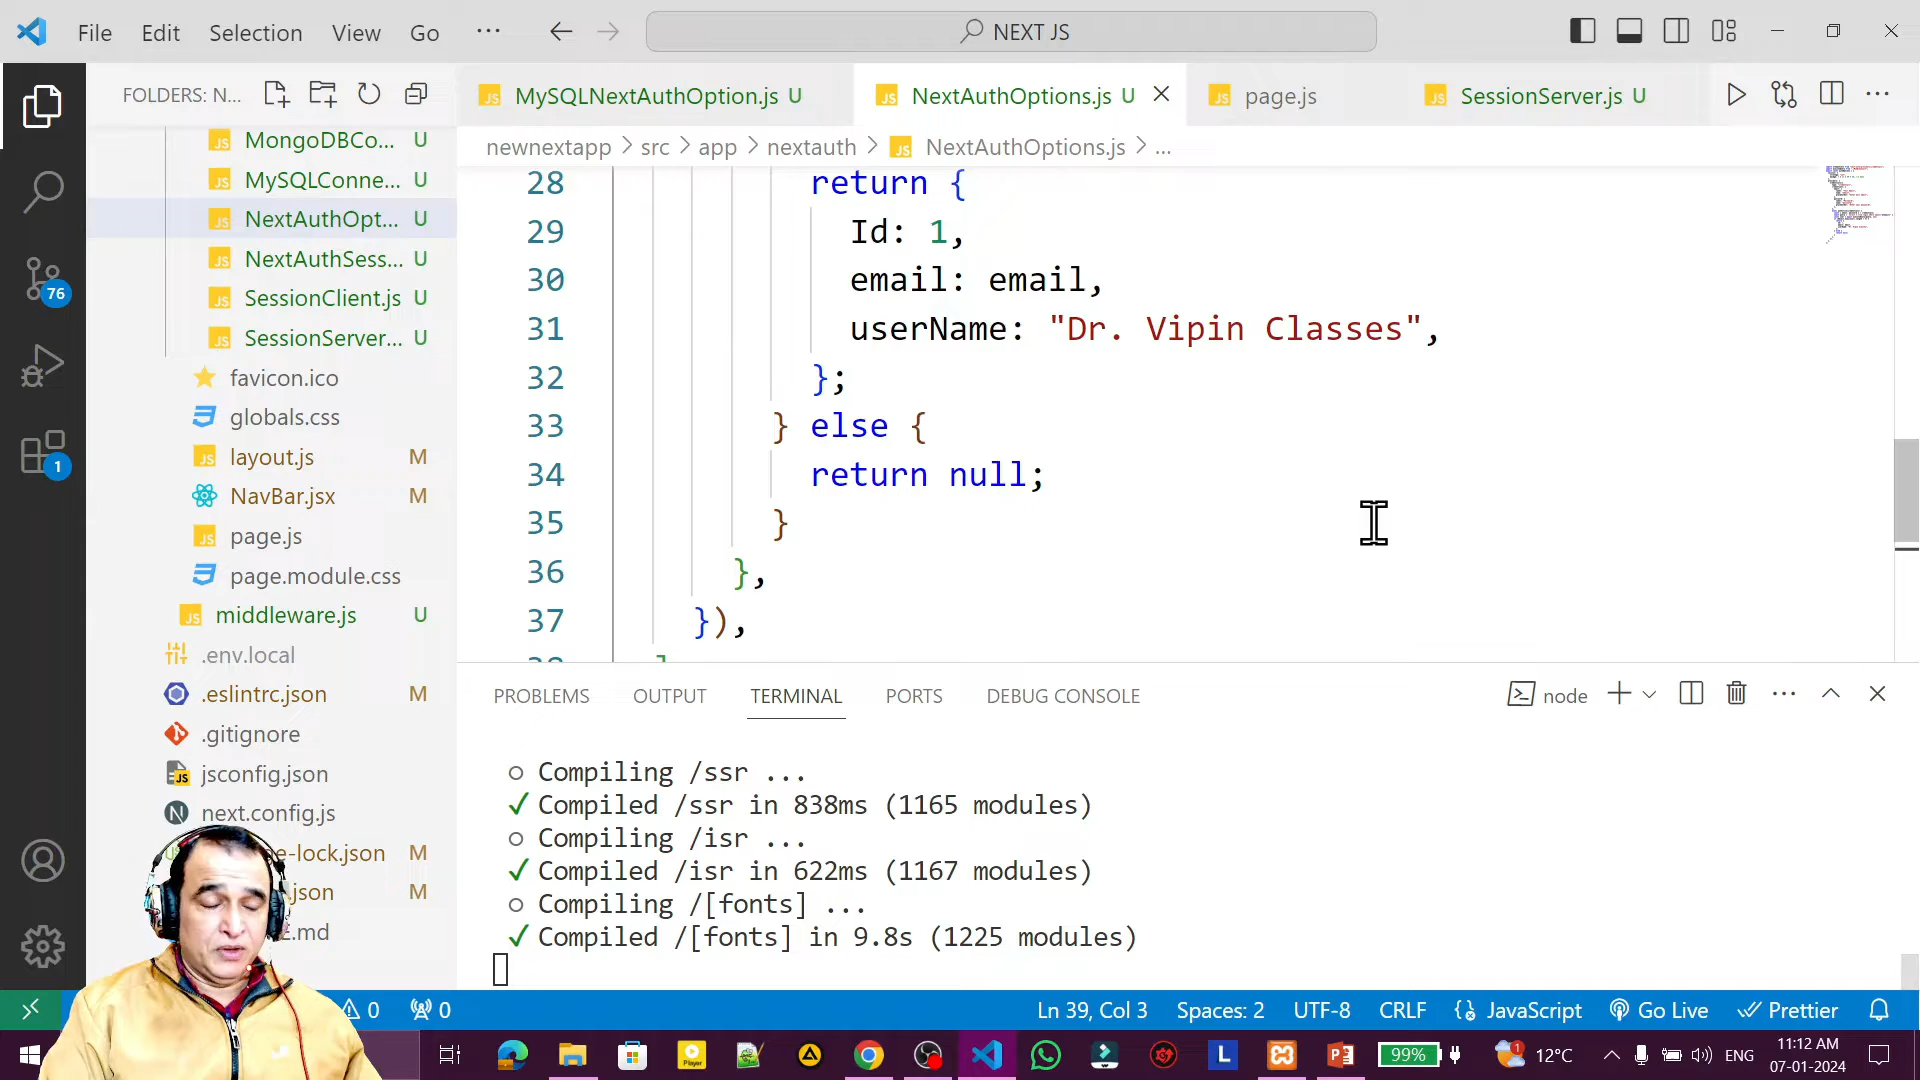 File Edit Selection View Go ... NEXT JS
FOLDERS: N...
MySQLNextAuthOption.js U NextAuthOptions.js U page.js SessionServer.js U
newnextapp > src > app > nextauth > NextAuthOptions.js > ...
MongoDBCo... U
MySQLConne... U
NextAuthOpt... U
NextAuthSess... U
SessionClient.js U
SessionServer... U
favicon.ico
globals.css
layout.js M
NavBar.jsx M
page.js
page.module.css
middleware.js U
.env.local
.eslintrc.json M
.gitignore
jsconfig.json
next.config.js
e-lock.json M
.json M
.md
76
1
28 return {
29 Id: 1,
30 email: email,
31 userName: "Dr. Vipin Classes",
32 };
33 } else {
34 return null;
35 }
36 },
37 }),
PROBLEMS OUTPUT TERMINAL PORTS DEBUG CONSOLE node
Compiling /ssr ...
✓ Compiled /ssr in 838ms (1165 modules)
Compiling /isr ...
✓ Compiled /isr in 622ms (1167 modules)
Compiling /[fonts] ...
✓ Compiled /[fonts] in 9.8s (1225 modules)
0 0 Ln 39, Col 3 Spaces: 2 UTF-8 CRLF JavaScript Go Live Prettier
Player L 99% 1 12°C ENG 11:12 AM
07-01-2024